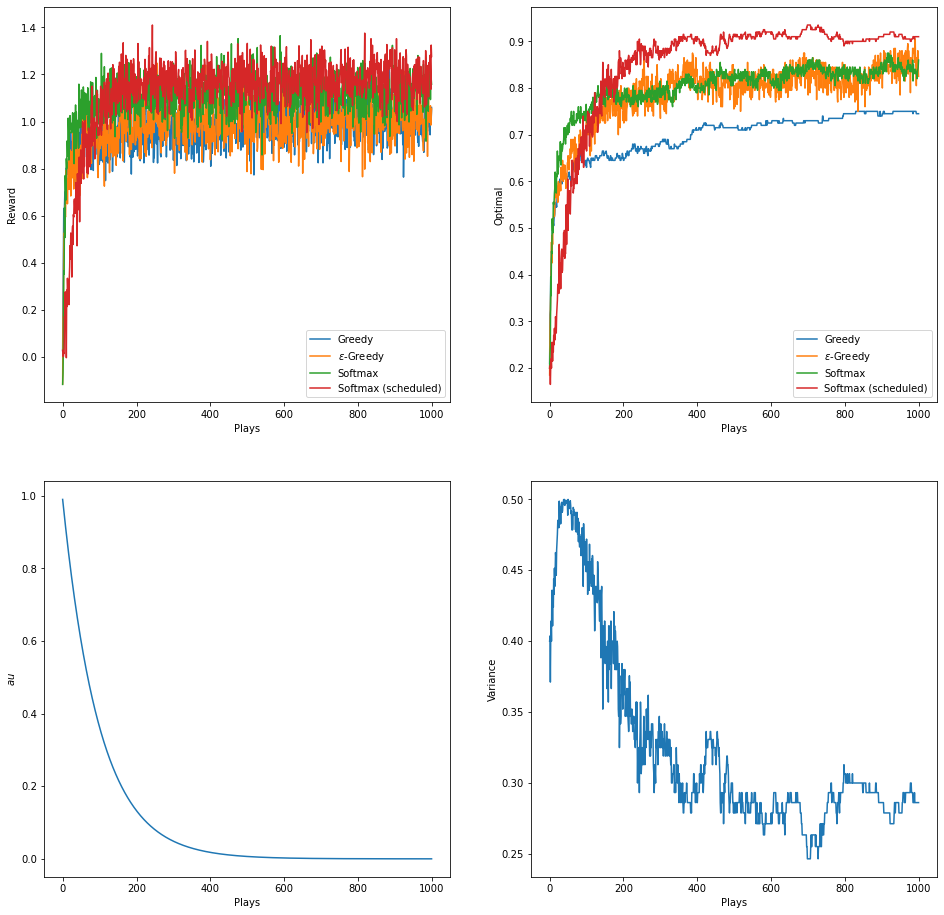 1.4
1.2
1.0
0.8
0.6
0.4
0.2
0.0
Reward
0 200 400 600 800 1000
Plays
Greedy
ε-Greedy
Softmax
Softmax (scheduled)
0.9
0.8
0.7
0.6
0.5
0.4
0.3
0.2
Optimal
0 200 400 600 800 1000
Plays
Greedy
ε-Greedy
Softmax
Softmax (scheduled)
1.0
0.8
0.6
0.4
0.2
0.0
au
0 200 400 600 800 1000
Plays
0.50
0.45
0.40
0.35
0.30
0.25
Variance
0 200 400 600 800 1000
Plays